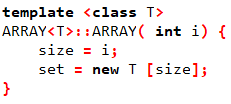 template <class T>
ARRAY<T>::ARRAY( int i) {
    size = i;
    set = new T [size];
}